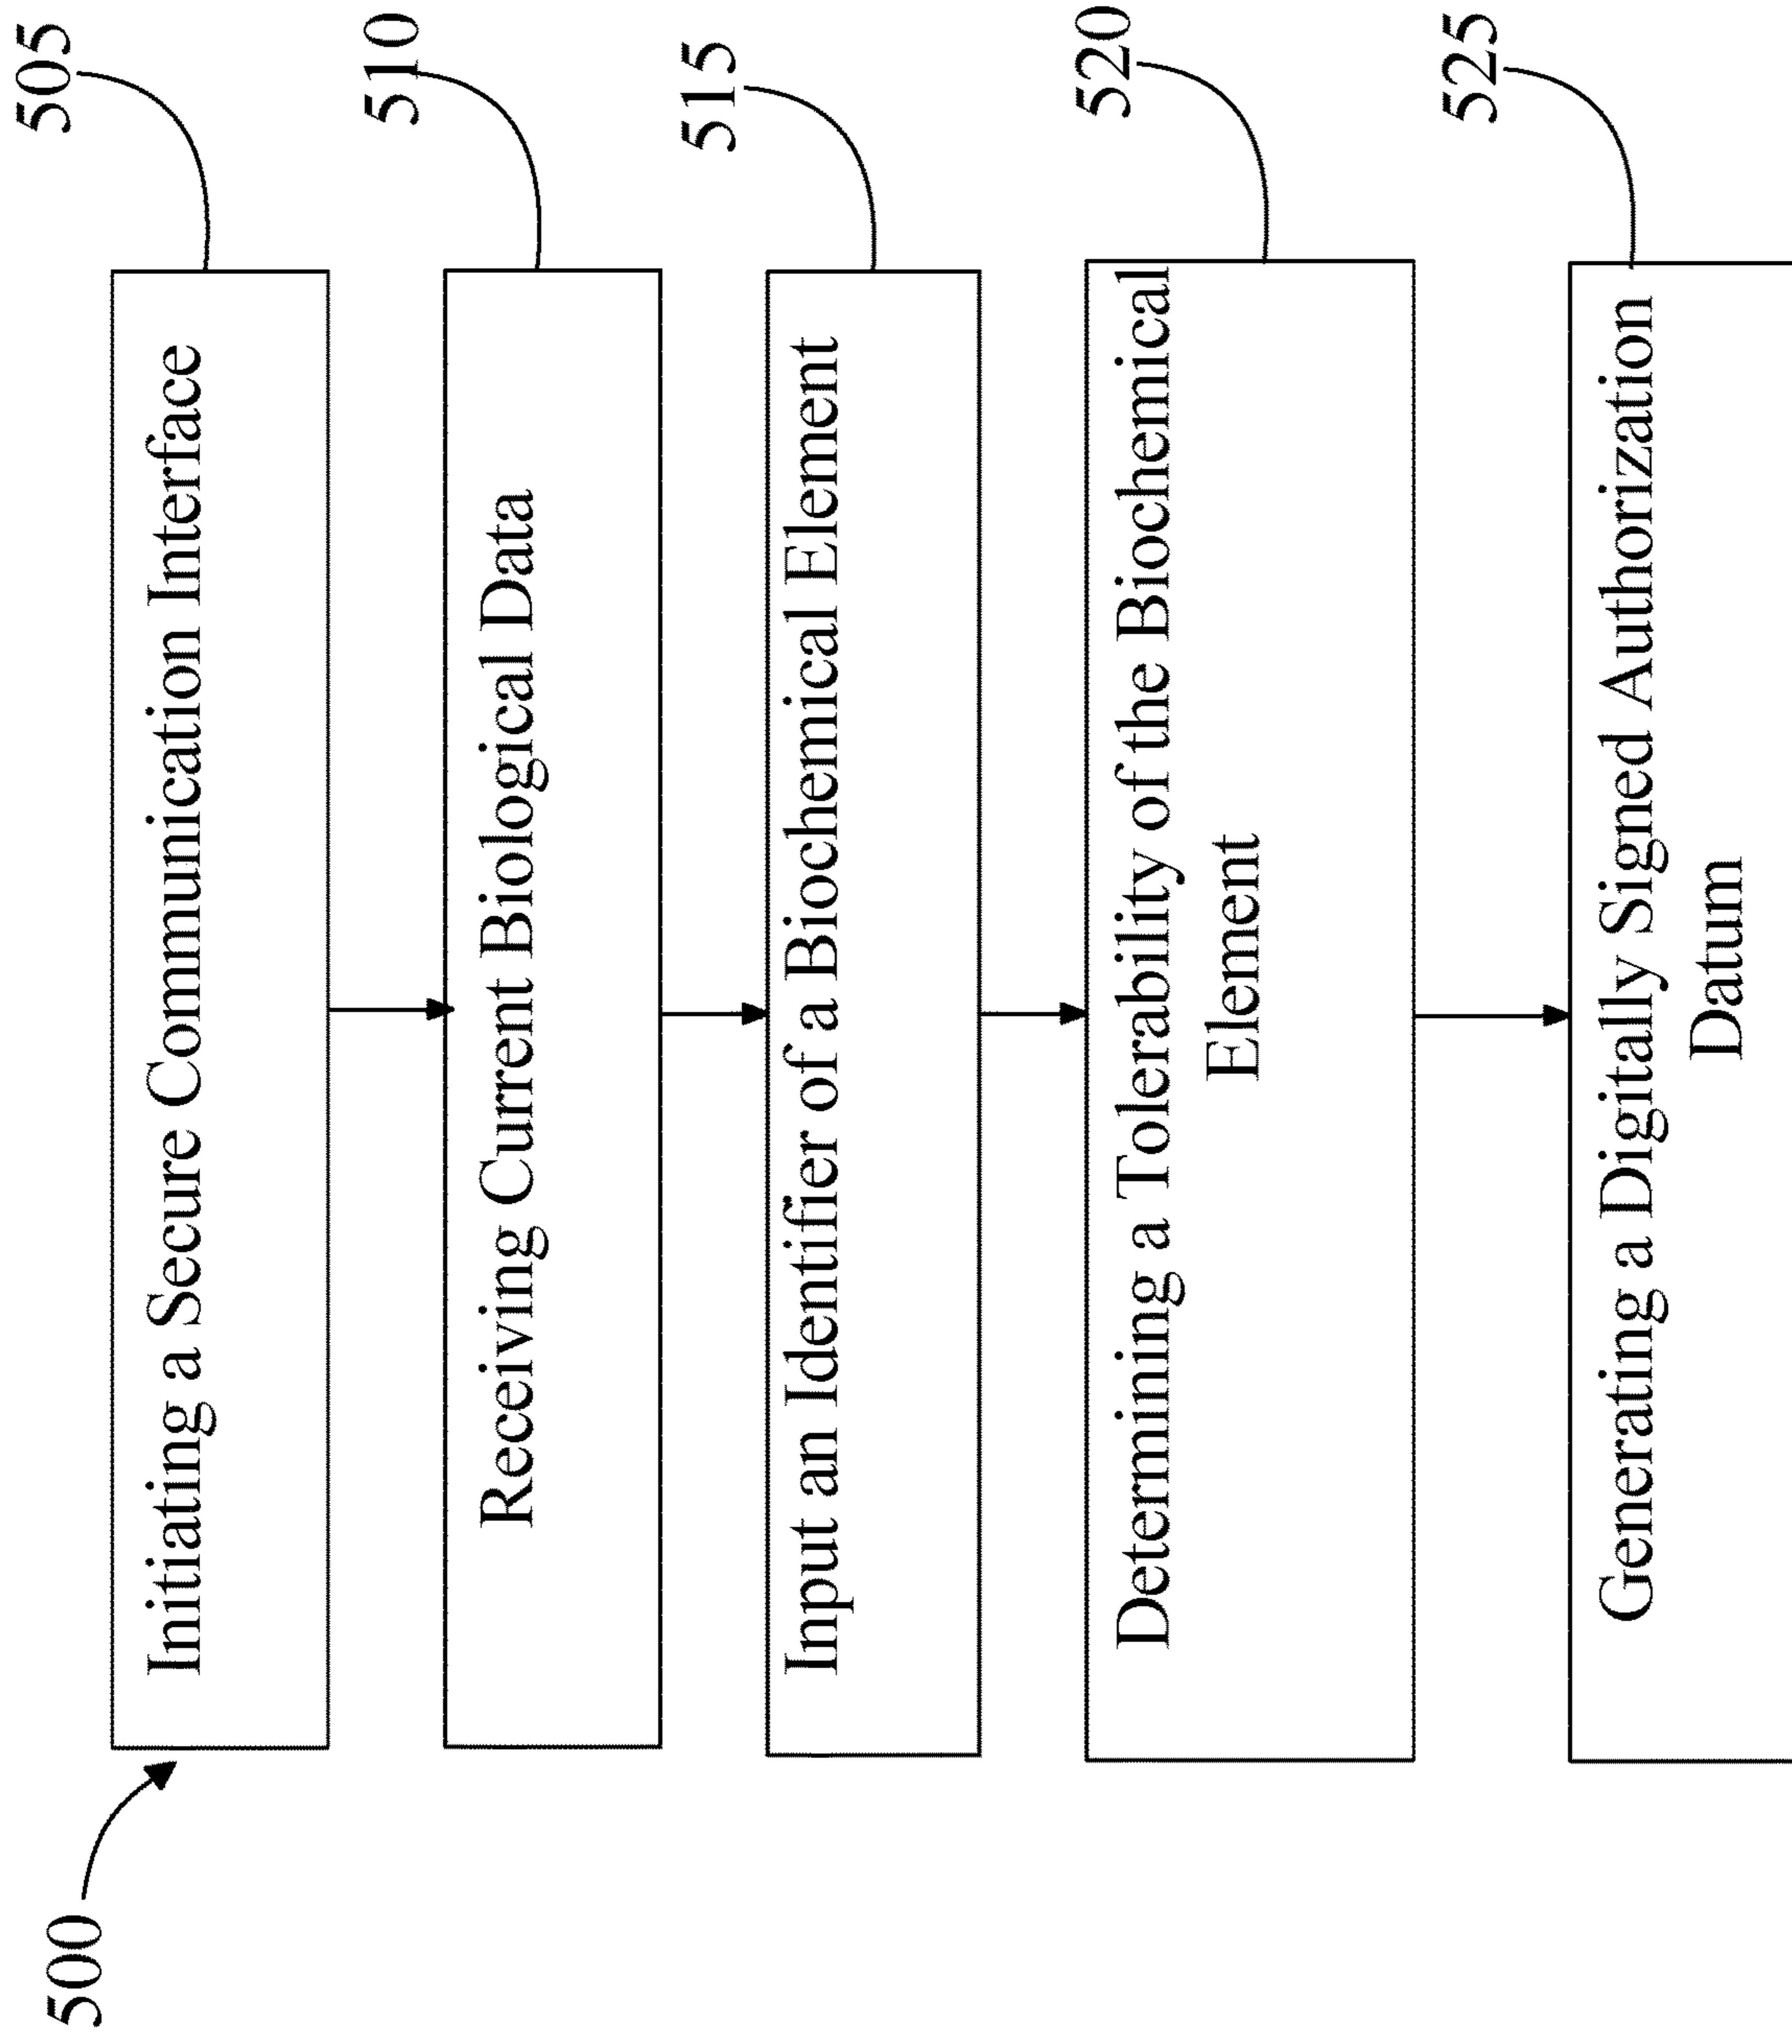 500
505
Initiating a Secure Communication Interface
510
Receiving Current Biological Data
515
Input an Identifier of a Biochemical Element
520
Determining a Tolerability of the Biochemical
Element
525
Generating a Digitally Signed Authorization
Datum